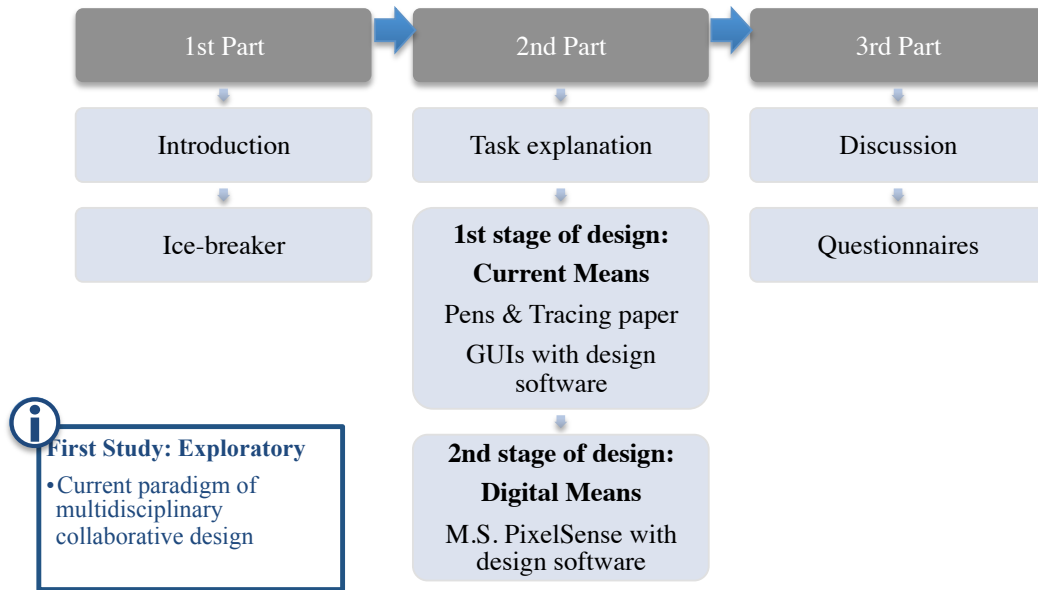 1st Part
Introduction
Ice-breaker
2nd Part
Task explanation
1st stage of design:
Current Means
Pens & Tracing paper
GUIs with design
software
2nd stage of design:
Digital Means
M.S. PixelSense with
design software
3rd Part
Discussion
Questionnaires
i
First Study: Exploratory
•Current paradigm of
multidisciplinary
collaborative design